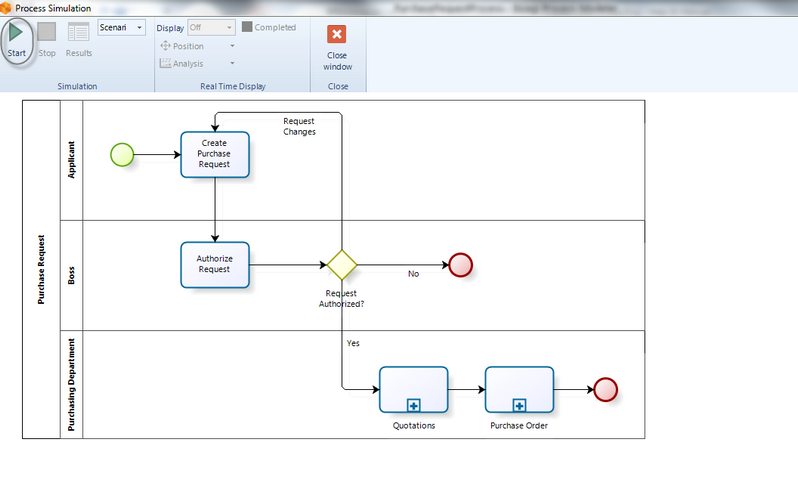 Process Simulation
Start
Stop
Results
Scenari
Simulation
Display
Off
Completed
Position
Analysis
Real Time Display
Close
window
Close
Purchase Request
Applicant
Create
Purchase
Request
Request
Changes
Boss
Authorize
Request
Request
Authorized?
No
Purchasing Department
Yes
Quotations
Purchase Order